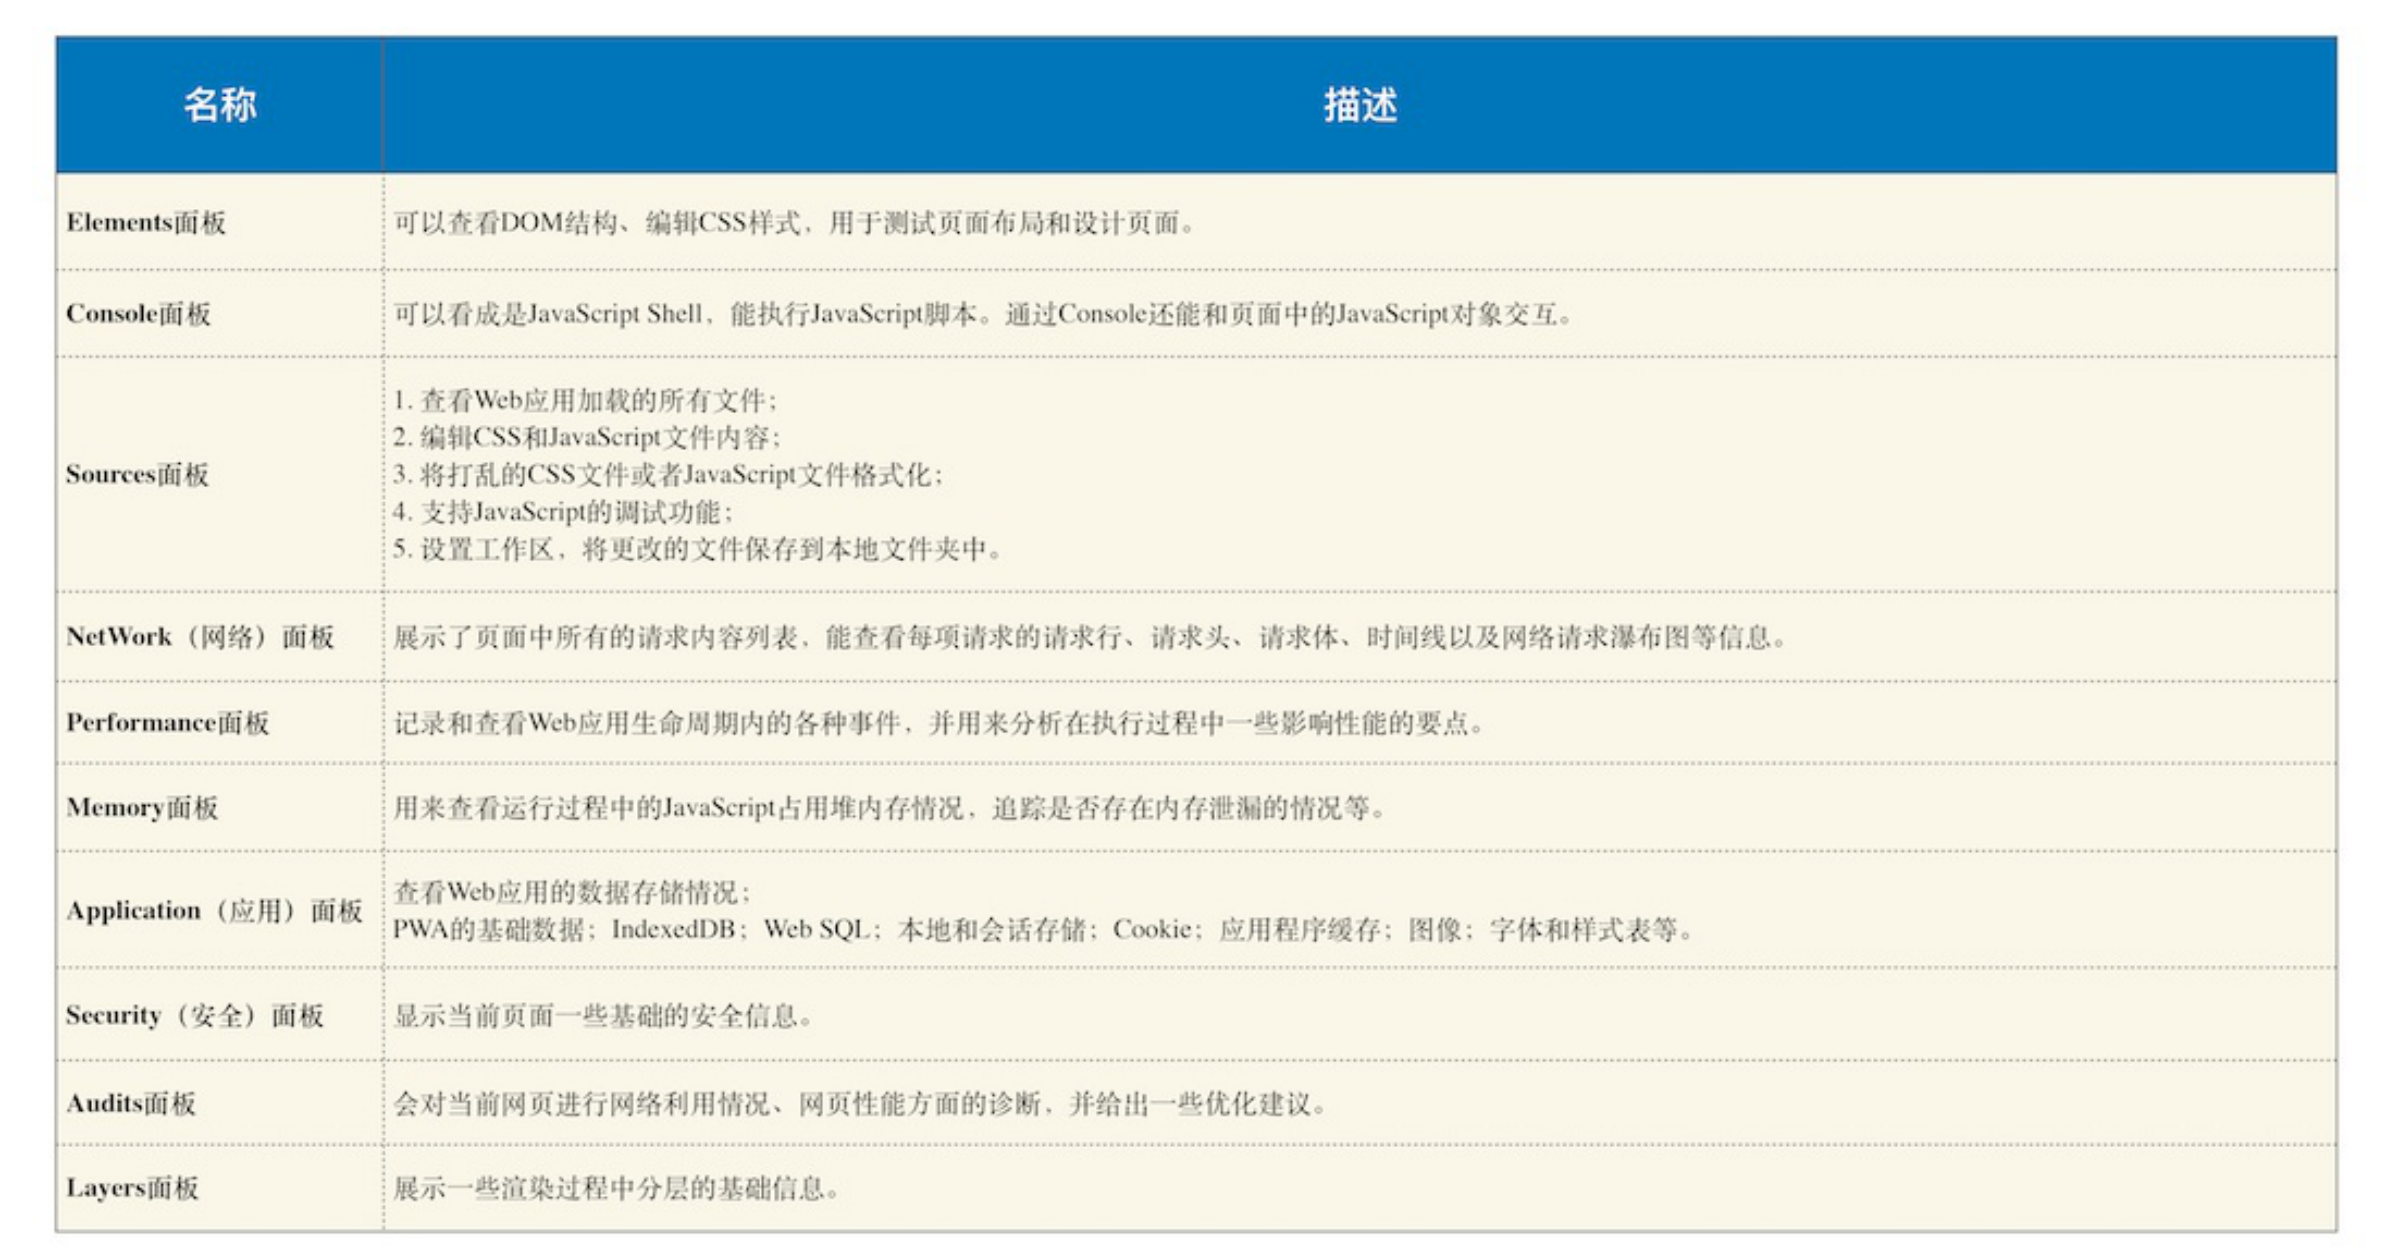 名称
描述
Elements面板
可以查看DOM结构、编辑CSS样式，用于测试页面布局和设计页面。
Console面板
可以看成是JavaScript Shell，能执行JavaScript脚本。通过Console还能和页面中的JavaScript对象交互。
Sources面板
1. 查看Web应用加载的所有文件；
2. 编辑CSS和JavaScript文件内容；
3. 将打乱的CSS文件或者JavaScript文件格式化；
4. 支持JavaScript的调试功能；
5. 设置工作区，将更改的文件保存到本地文件夹中。
NetWork（网络）面板
展示了页面中所有的请求内容列表，能查看每项请求的请求行、请求头、请求体、时间线以及网络请求瀑布图等信息。
Performance面板
记录和查看Web应用生命周期内的各种事件，并用来分析在执行过程中一些影响性能的要点。
Memory面板
用来查看运行过程中的JavaScript占用堆内存情况，追踪是否存在内存泄漏的情况等。
Application（应用）面板
查看Web应用的数据存储情况；
PWA的基础数据；IndexedDB；Web SQL；本地和会话存储；Cookie；应用程序缓存；图像；字体和样式表等。
Security（安全）面板
显示当前页面一些基础的安全信息。
Audits面板
会对当前网页进行网络利用情况、网页性能方面的诊断，并给出一些优化建议。
Layers面板
展示一些渲染过程中分层的基础信息。